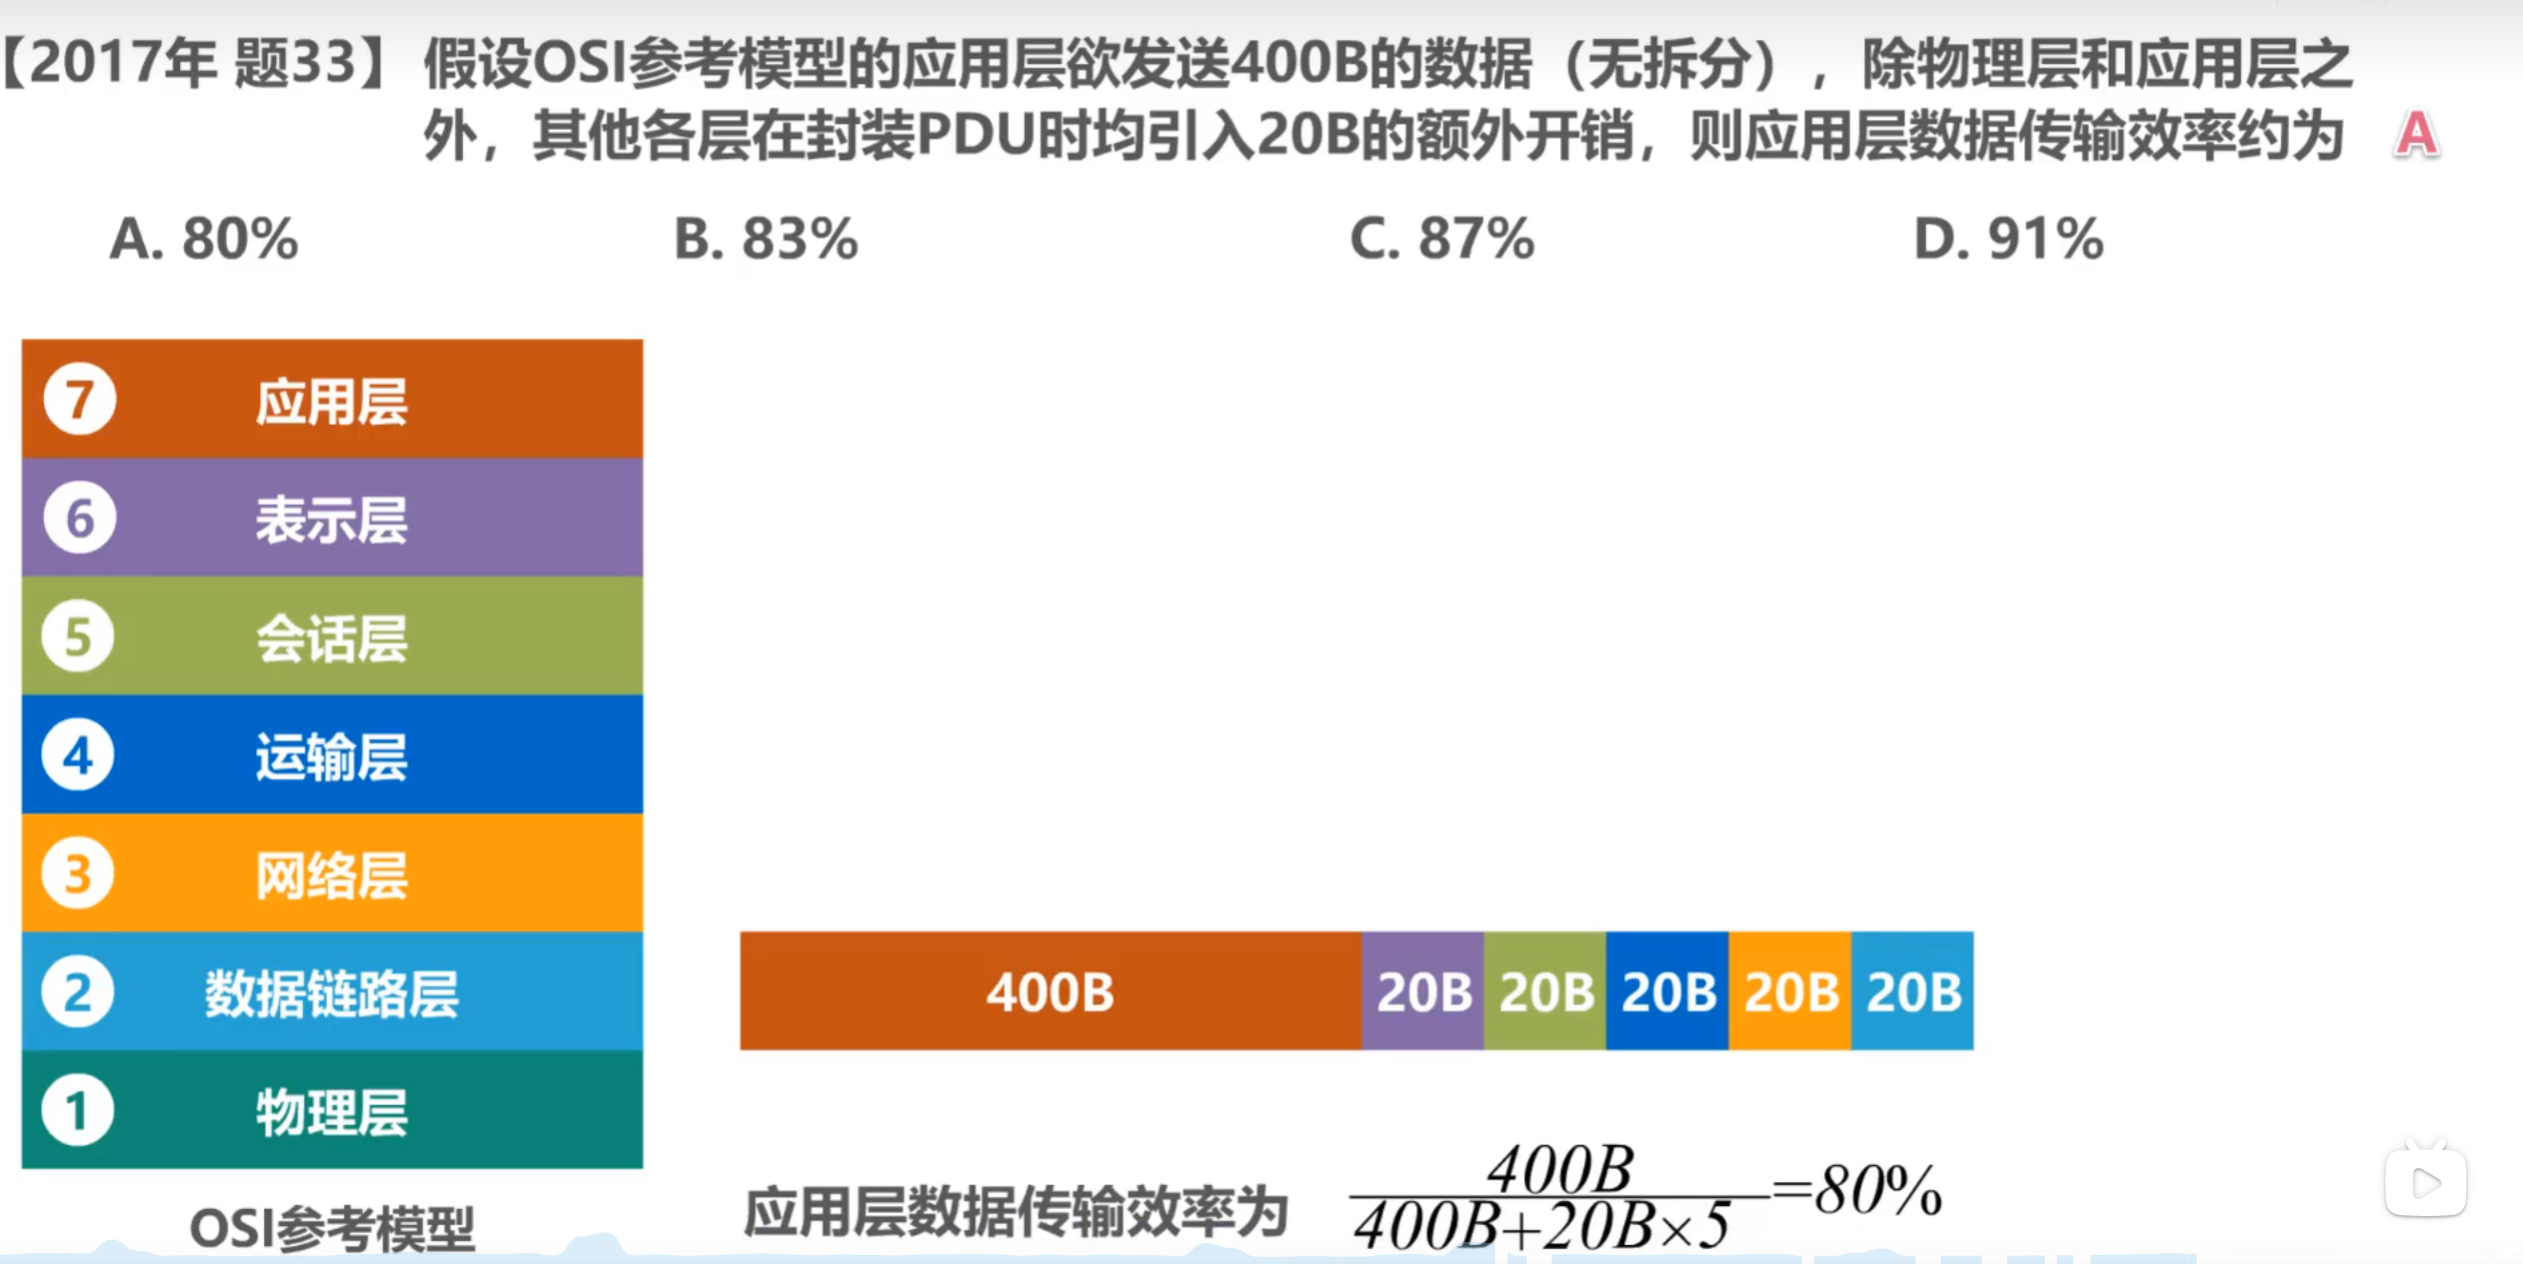 【2017年 题33】 假设OSI参考模型的应用层欲发送400B的数据（无拆分），除物理层和应用层之
外，其他各层在封装PDU时均引入20B的额外开销，则应用层数据传输效率约为 A
A. 80% B. 83% C. 87% D. 91%
7 应用层
6 表示层
5 会话层
4 运输层
3 网络层
2 数据链路层
1 物理层
OSI参考模型
400B 20B 20B 20B 20B 20B
应用层数据传输效率为
400B
400B+20B×5
=80%